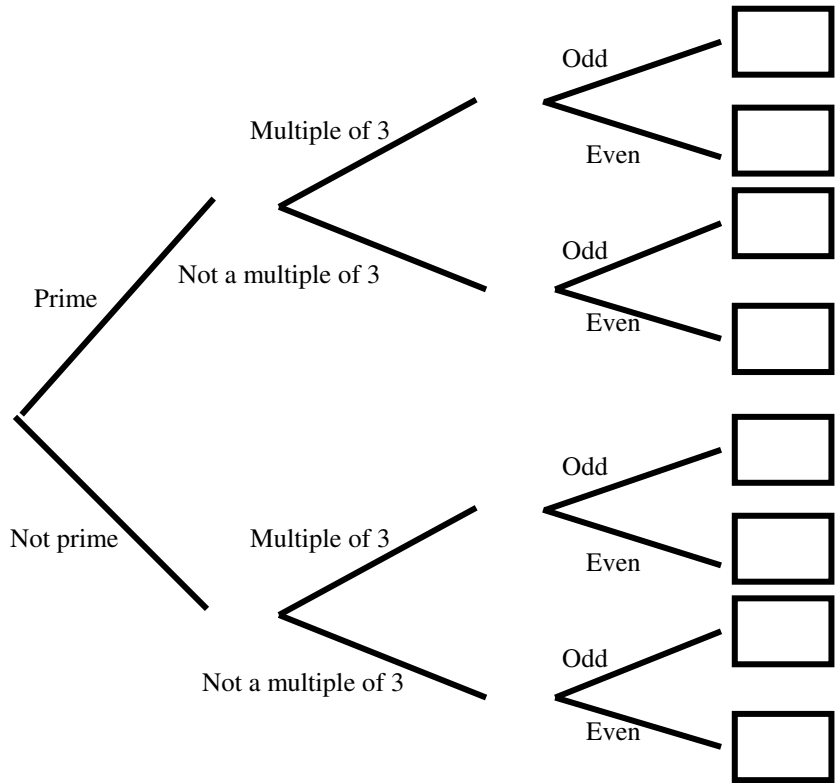 Odd
Multiple of 3
Even
Odd
Not a multiple of 3
Prime
Even
Odd
Not prime
Multiple of 3
Even
Odd
Not a multiple of 3
Even